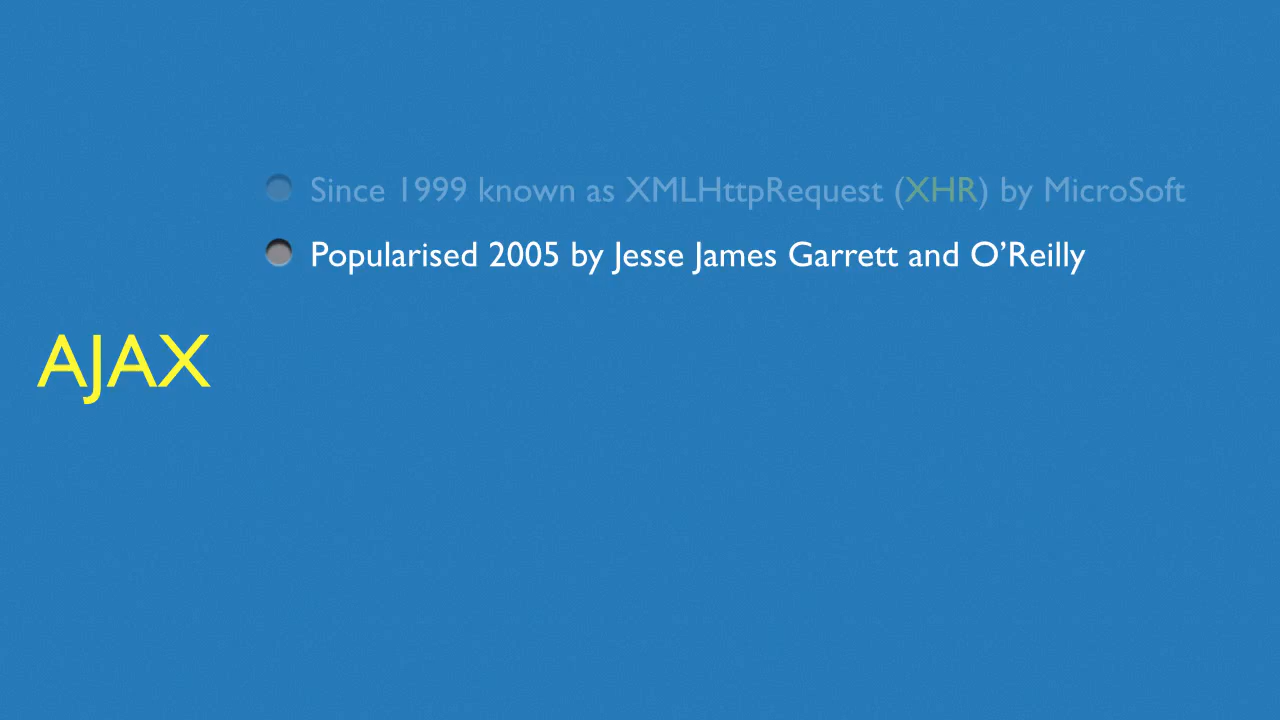 Since 1999 known as XMLHttpRequest (XHR) by MicroSoft
Popularised 2005 by Jesse James Garrett and O’Reilly
AJAX